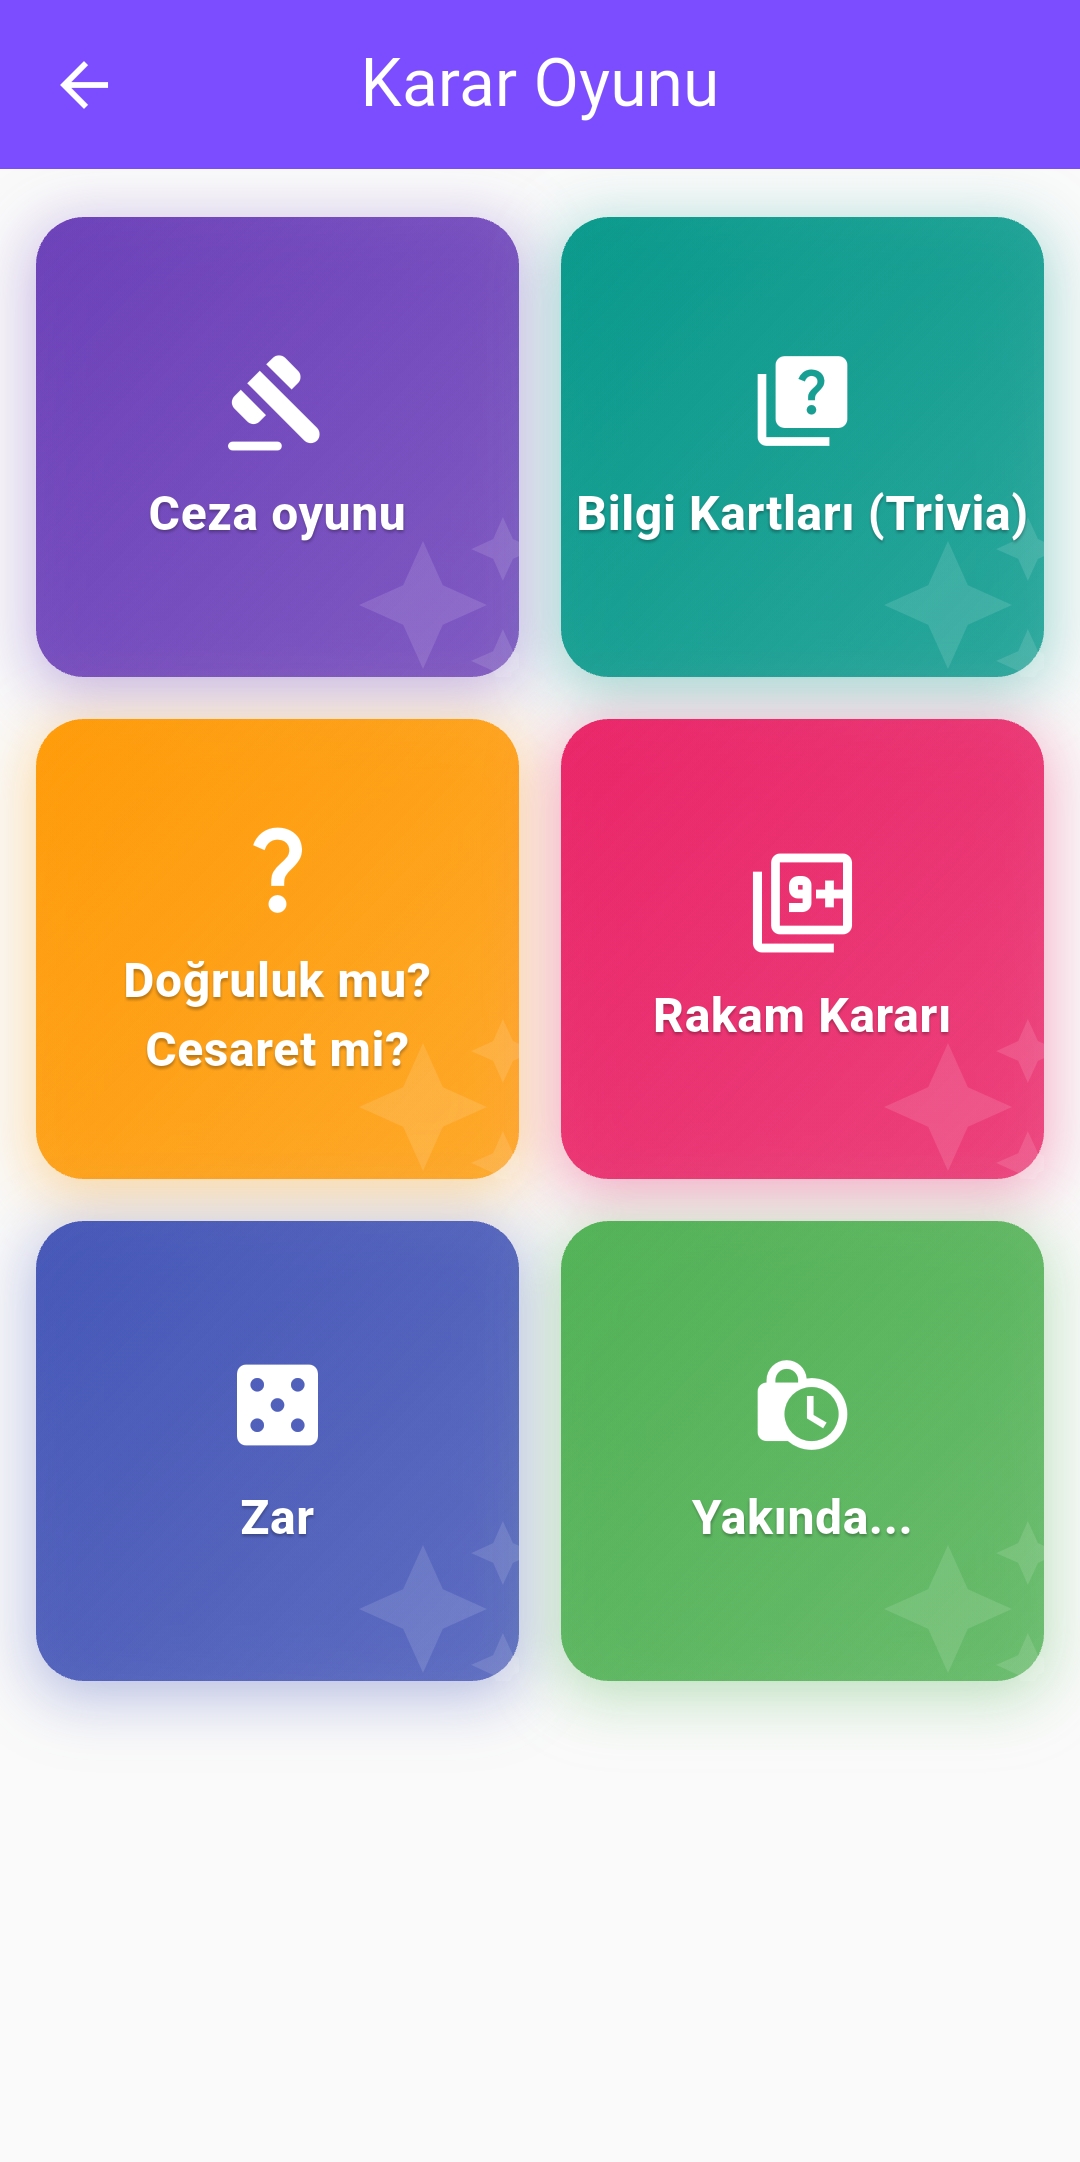 Karar Oyunu
Ceza oyunu
Bilgi Kartları (Trivia)
Doğruluk mu?
Cesaret mi?
9+
Rakam Kararı
Zar
Yakında...